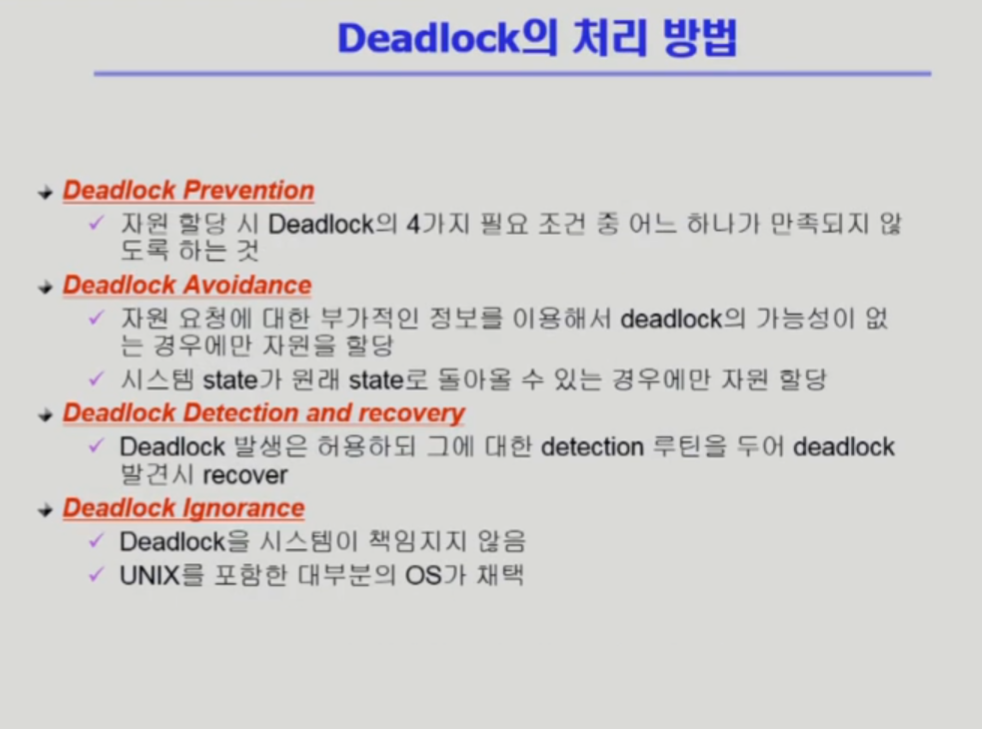 Deadlock의 처리 방법
Deadlock Prevention
자원 할당 시 Deadlock의 4가지 필요 조건 중 어느 하나가 만족되지 않
도록 하는 것
Deadlock Avoidance
자원 요청에 대한 부가적인 정보를 이용해서 deadlock의 가능성이 없
는 경우에만 자원을 할당
시스템 state가 원래 state로 돌아올 수 있는 경우에만 자원 할당
Deadlock Detection and recovery
Deadlock 발생은 허용하되 그에 대한 detection 루틴을 두어 deadlock
발견시 recover
Deadlock Ignorance
Deadlock을 시스템이 책임지지 않음
UNIX를 포함한 대부분의 OS가 채택